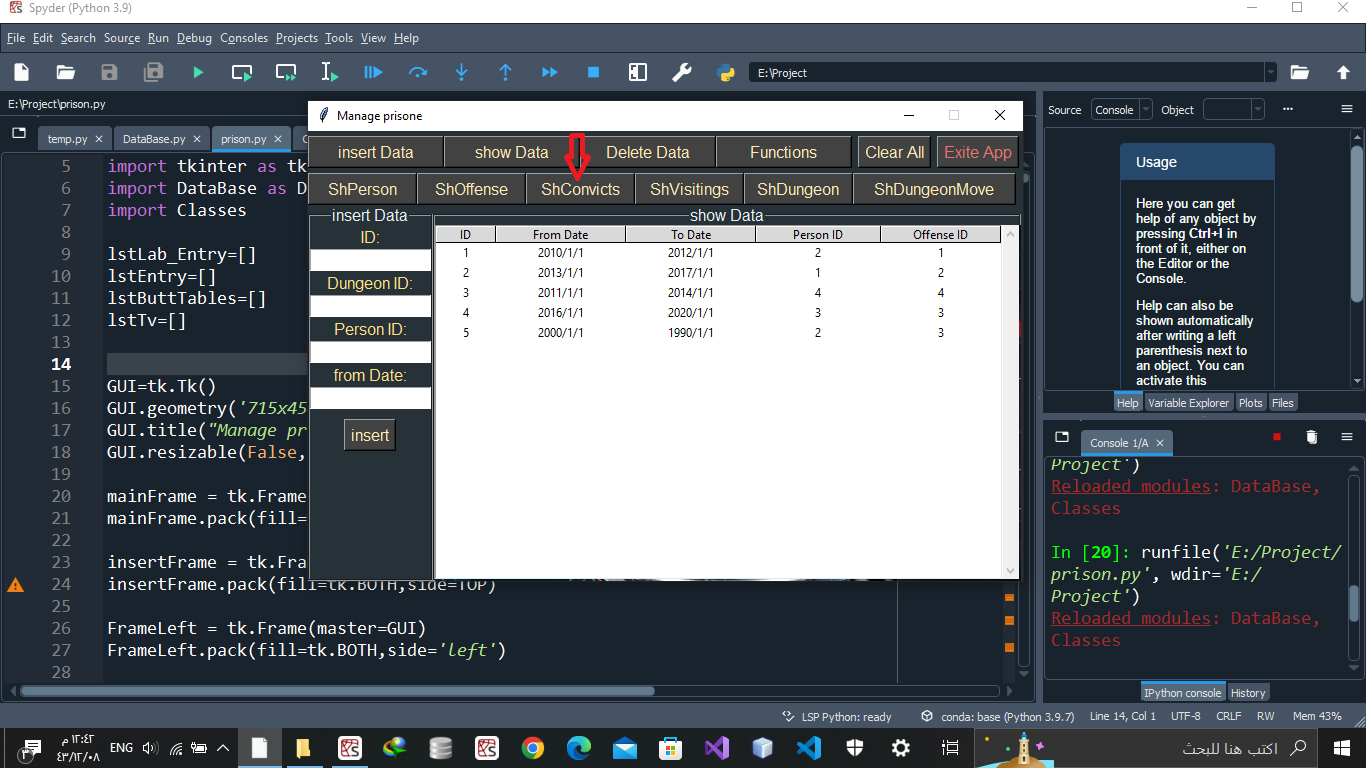 Spyder (Python 3.9)
File Edit Search Source Run Debug Consoles Projects Tools View Help
E:\Project
E:\Project\prison.py
temp.py DataBase.py prison.py
5 import tkinter as tk
6 import DataBase as D
7 import Classes
8
9 lstLab_Entry=[]
10 lstEntry=[]
11 lstButtTables=[]
12 lstTv=[]
13
14
15 GUI=tk.Tk()
16 GUI.geometry('715x45
17 GUI.title("Manage pr
18 GUI.resizable(False,
19
20 mainFrame = tk.Frame
21 mainFrame.pack(fill=
22
23 insertFrame = tk.Fra
24 insertFrame.pack(fill=tk.BOTH,side=TOP)
25
26 FrameLeft = tk.Frame(master=GUI)
27 FrameLeft.pack(fill=tk.BOTH,side='left')
28
Manage prisone
insert Data show Data Delete Data Functions Clear All Exite App
ShPerson ShOffense ShConvicts ShVisitings ShDungeon ShDungeonMove
insert Data
ID:
Dungeon ID:
Person ID:
from Date:
insert
show Data
ID From Date To Date Person ID Offense ID
1 2010/1/1 2012/1/1 2 1
2 2013/1/1 2017/1/1 1 2
3 2011/1/1 2014/1/1 4 4
4 2016/1/1 2020/1/1 3 3
5 2000/1/1 1990/1/1 2 3
Source Console Object
Usage
Here you can get
help of any object by
pressing Ctrl+I in
front of it, either on
the Editor or the
Console.
Help can also be
shown automatically
after writing a left
parenthesis next to
an object. You can
activate this
Help Variable Explorer Plots Files
Console 1/A
Project')
Reloaded modules: DataBase,
Classes
In [20]: runfile('E:/Project/
prison.py', wdir='E:/
Project')
Reloaded modules: DataBase,
Classes
IPython console History
LSP Python: ready conda: base (Python 3.9.7) Line 14, Col 1 UTF-8 CRLF RW Mem 43%
١٢:٤٢ م
٤٣/١٢/٠٨
٣
ENG
اكتب هنا للبحث